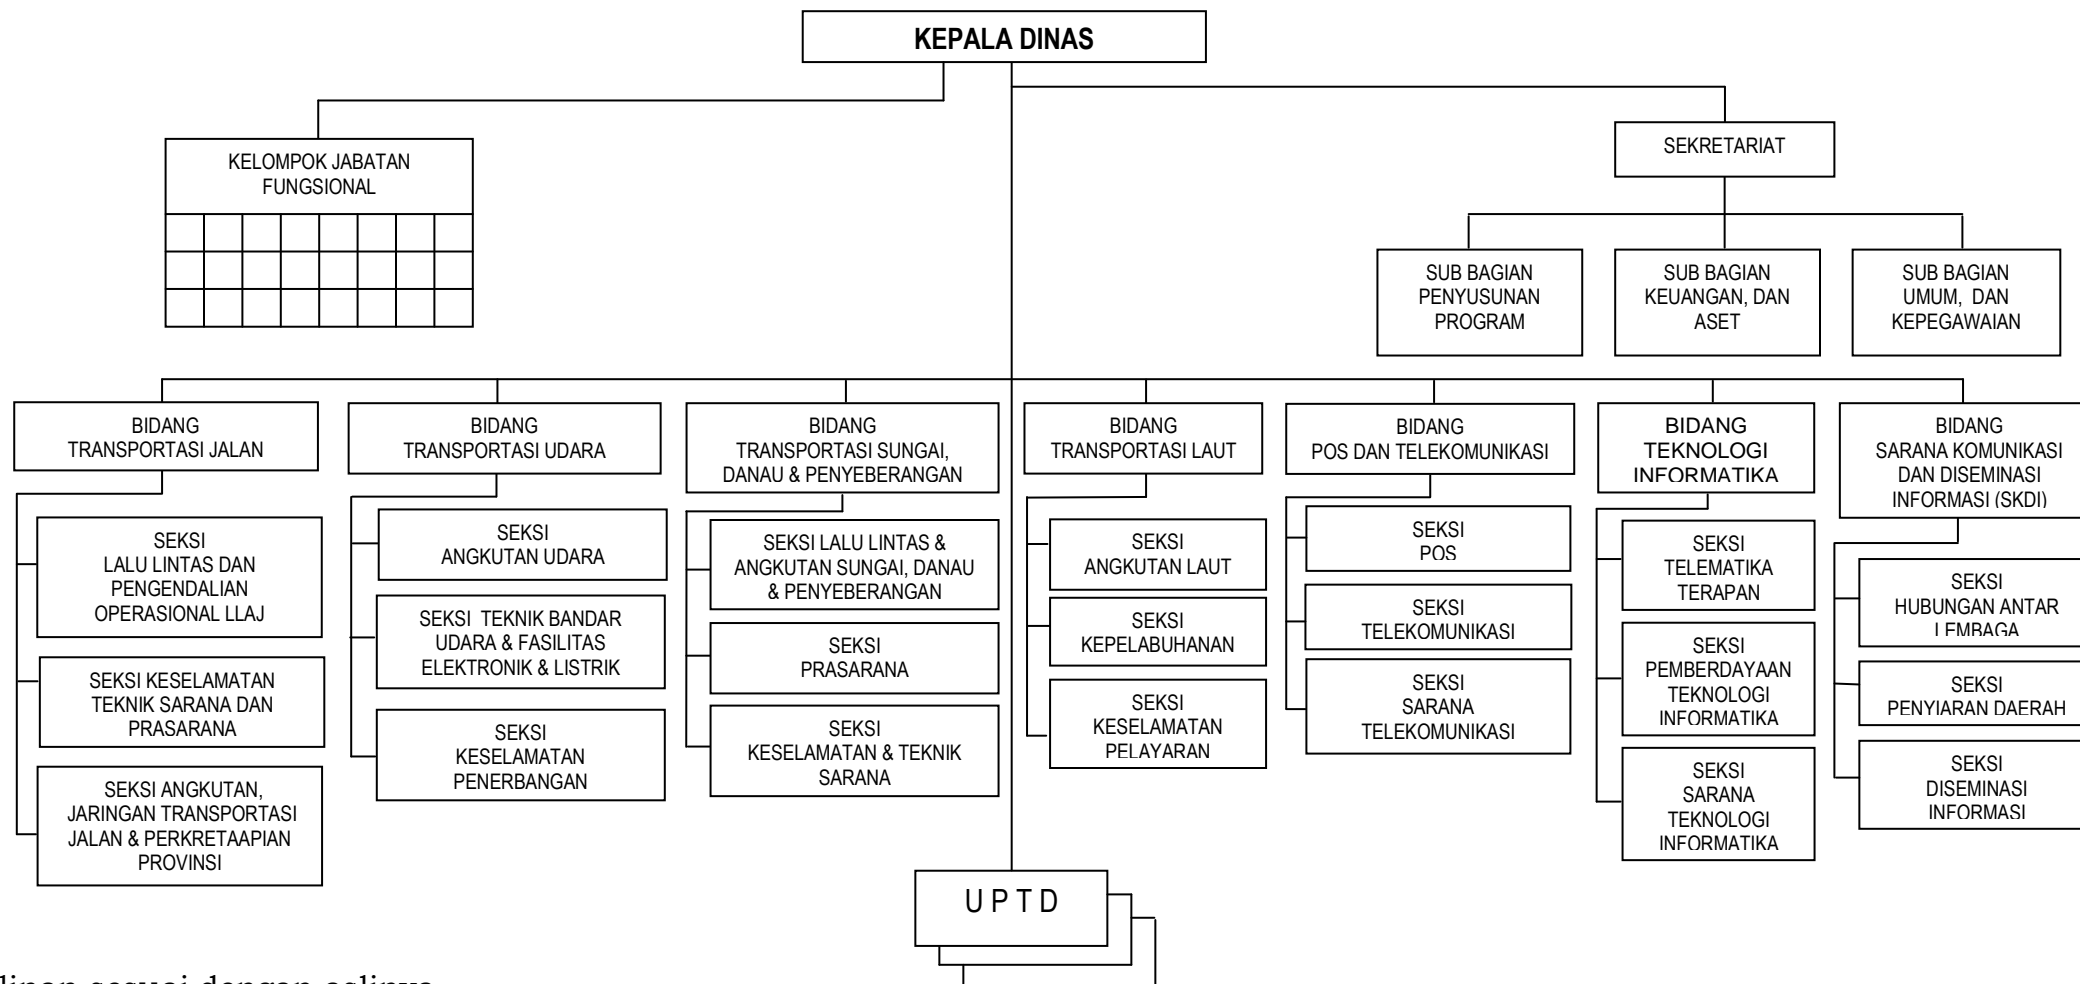 KEPALA DINAS
KELOMPOK JABATAN
FUNGSIONAL
SEKRETARIAT
SUB BAGIAN
PENYUSUNAN
PROGRAM
SUB BAGIAN
KEUANGAN, DAN
ASET
SUB BAGIAN
UMUM, DAN
KEPEGAWAIAN
BIDANG
TRANSPORTASI JALAN
SEKSI
LALU LINTAS DAN
PENGENDALIAN
OPERASIONAL LLAJ
SEKSI KESELAMATAN
TEKNIK SARANA DAN
PRASARANA
SEKSI ANGKUTAN,
JARINGAN TRANSPORTASI
JALAN & PERKRETAAPIAN
PROVINSI
BIDANG
TRANSPORTASI UDARA
SEKSI
ANGKUTAN UDARA
SEKSI TEKNIK BANDAR
UDARA & FASILITAS
ELEKTRONIK & LISTRIK
SEKSI
KESELAMATAN
PENERBANGAN
BIDANG
TRANSPORTASI SUNGAI,
DANAU & PENYEBERANGAN
SEKSI LALU LINTAS &
ANGKUTAN SUNGAI, DANAU
& PENYEBERANGAN
SEKSI
PRASARANA
SEKSI
KESELAMATAN & TEKNIK
SARANA
BIDANG
TRANSPORTASI LAUT
SEKSI
ANGKUTAN LAUT
SEKSI
KEPELABUHANAN
SEKSI
KESELAMATAN
PELAYARAN
BIDANG
POS DAN TELEKOMUNIKASI
SEKSI
POS
SEKSI
TELEKOMUNIKASI
SEKSI
SARANA
TELEKOMUNIKASI
BIDANG
TEKNOLOGI
INFORMATIKA
SEKSI
TELEMATIKA
TERAPAN
SEKSI
PEMBERDAYAAN
TEKNOLOGI
INFORMATIKA
SEKSI
SARANA
TEKNOLOGI
INFORMATIKA
BIDANG
SARANA KOMUNIKASI
DAN DISEMINASI
INFORMASI (SKDI)
SEKSI
HUBUNGAN ANTAR
LEMBAGA
SEKSI
PENYIARAN DAERAH
SEKSI
DISEMINASI
INFORMASI
U P T D
linan sesuai dengan aslinya